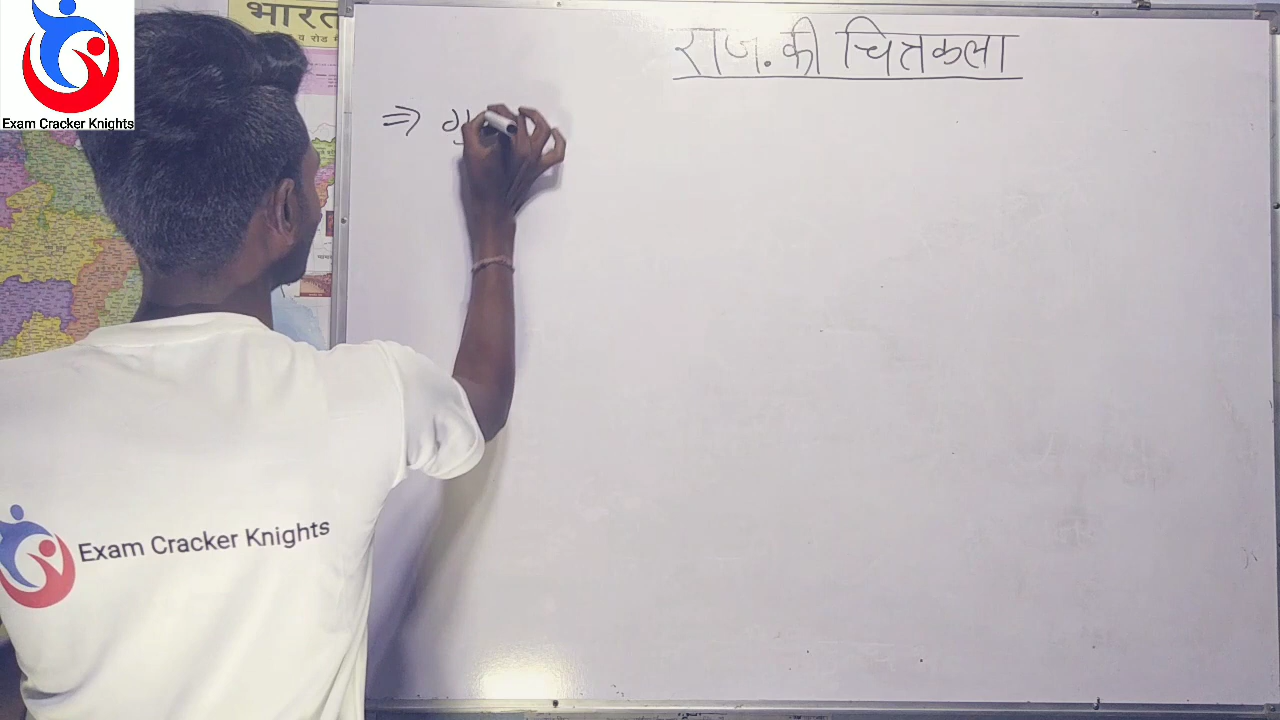 भारत
व रोड
Exam Cracker Knights
राज. की चित्रकला
⇒ गु
Exam Cracker Knights